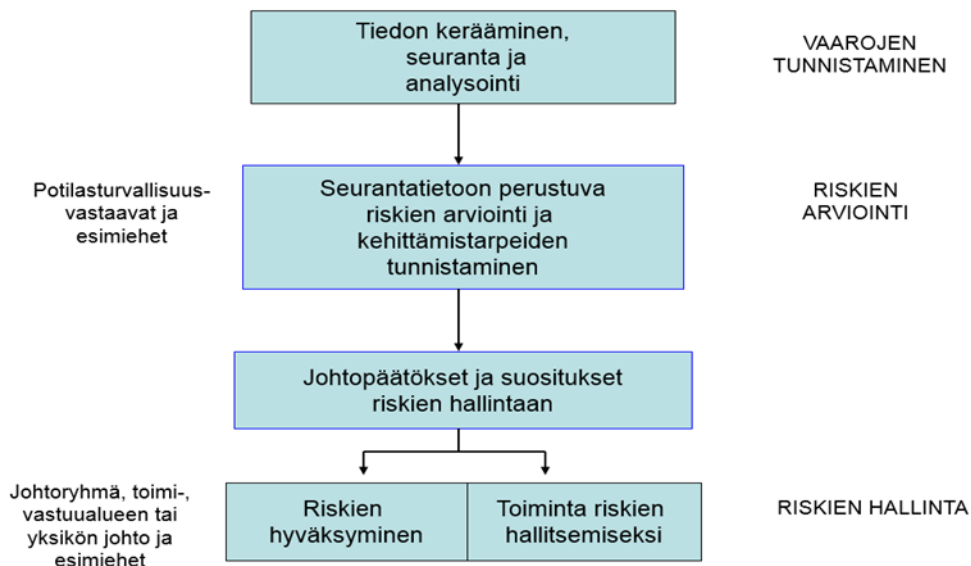 Tiedon kerääminen,
seuranta ja
analysointi
VAAROJEN
TUNNISTAMINEN
Potilasturvallisuus-
vastaavat ja
esimiehet
Seurantatietoon perustuva
riskien arviointi ja
kehittämistarpeiden
tunnistaminen
RISKIEN
ARVIOINTI
Johtopäätökset ja suositukset
riskien hallintaan
Johtoryhmä, toimi-,
vastuualueen tai
yksikön johto ja
esimiehet
Riskien
hyväksyminen
Toiminta riskien
hallitsemiseksi
RISKIEN HALLINTA